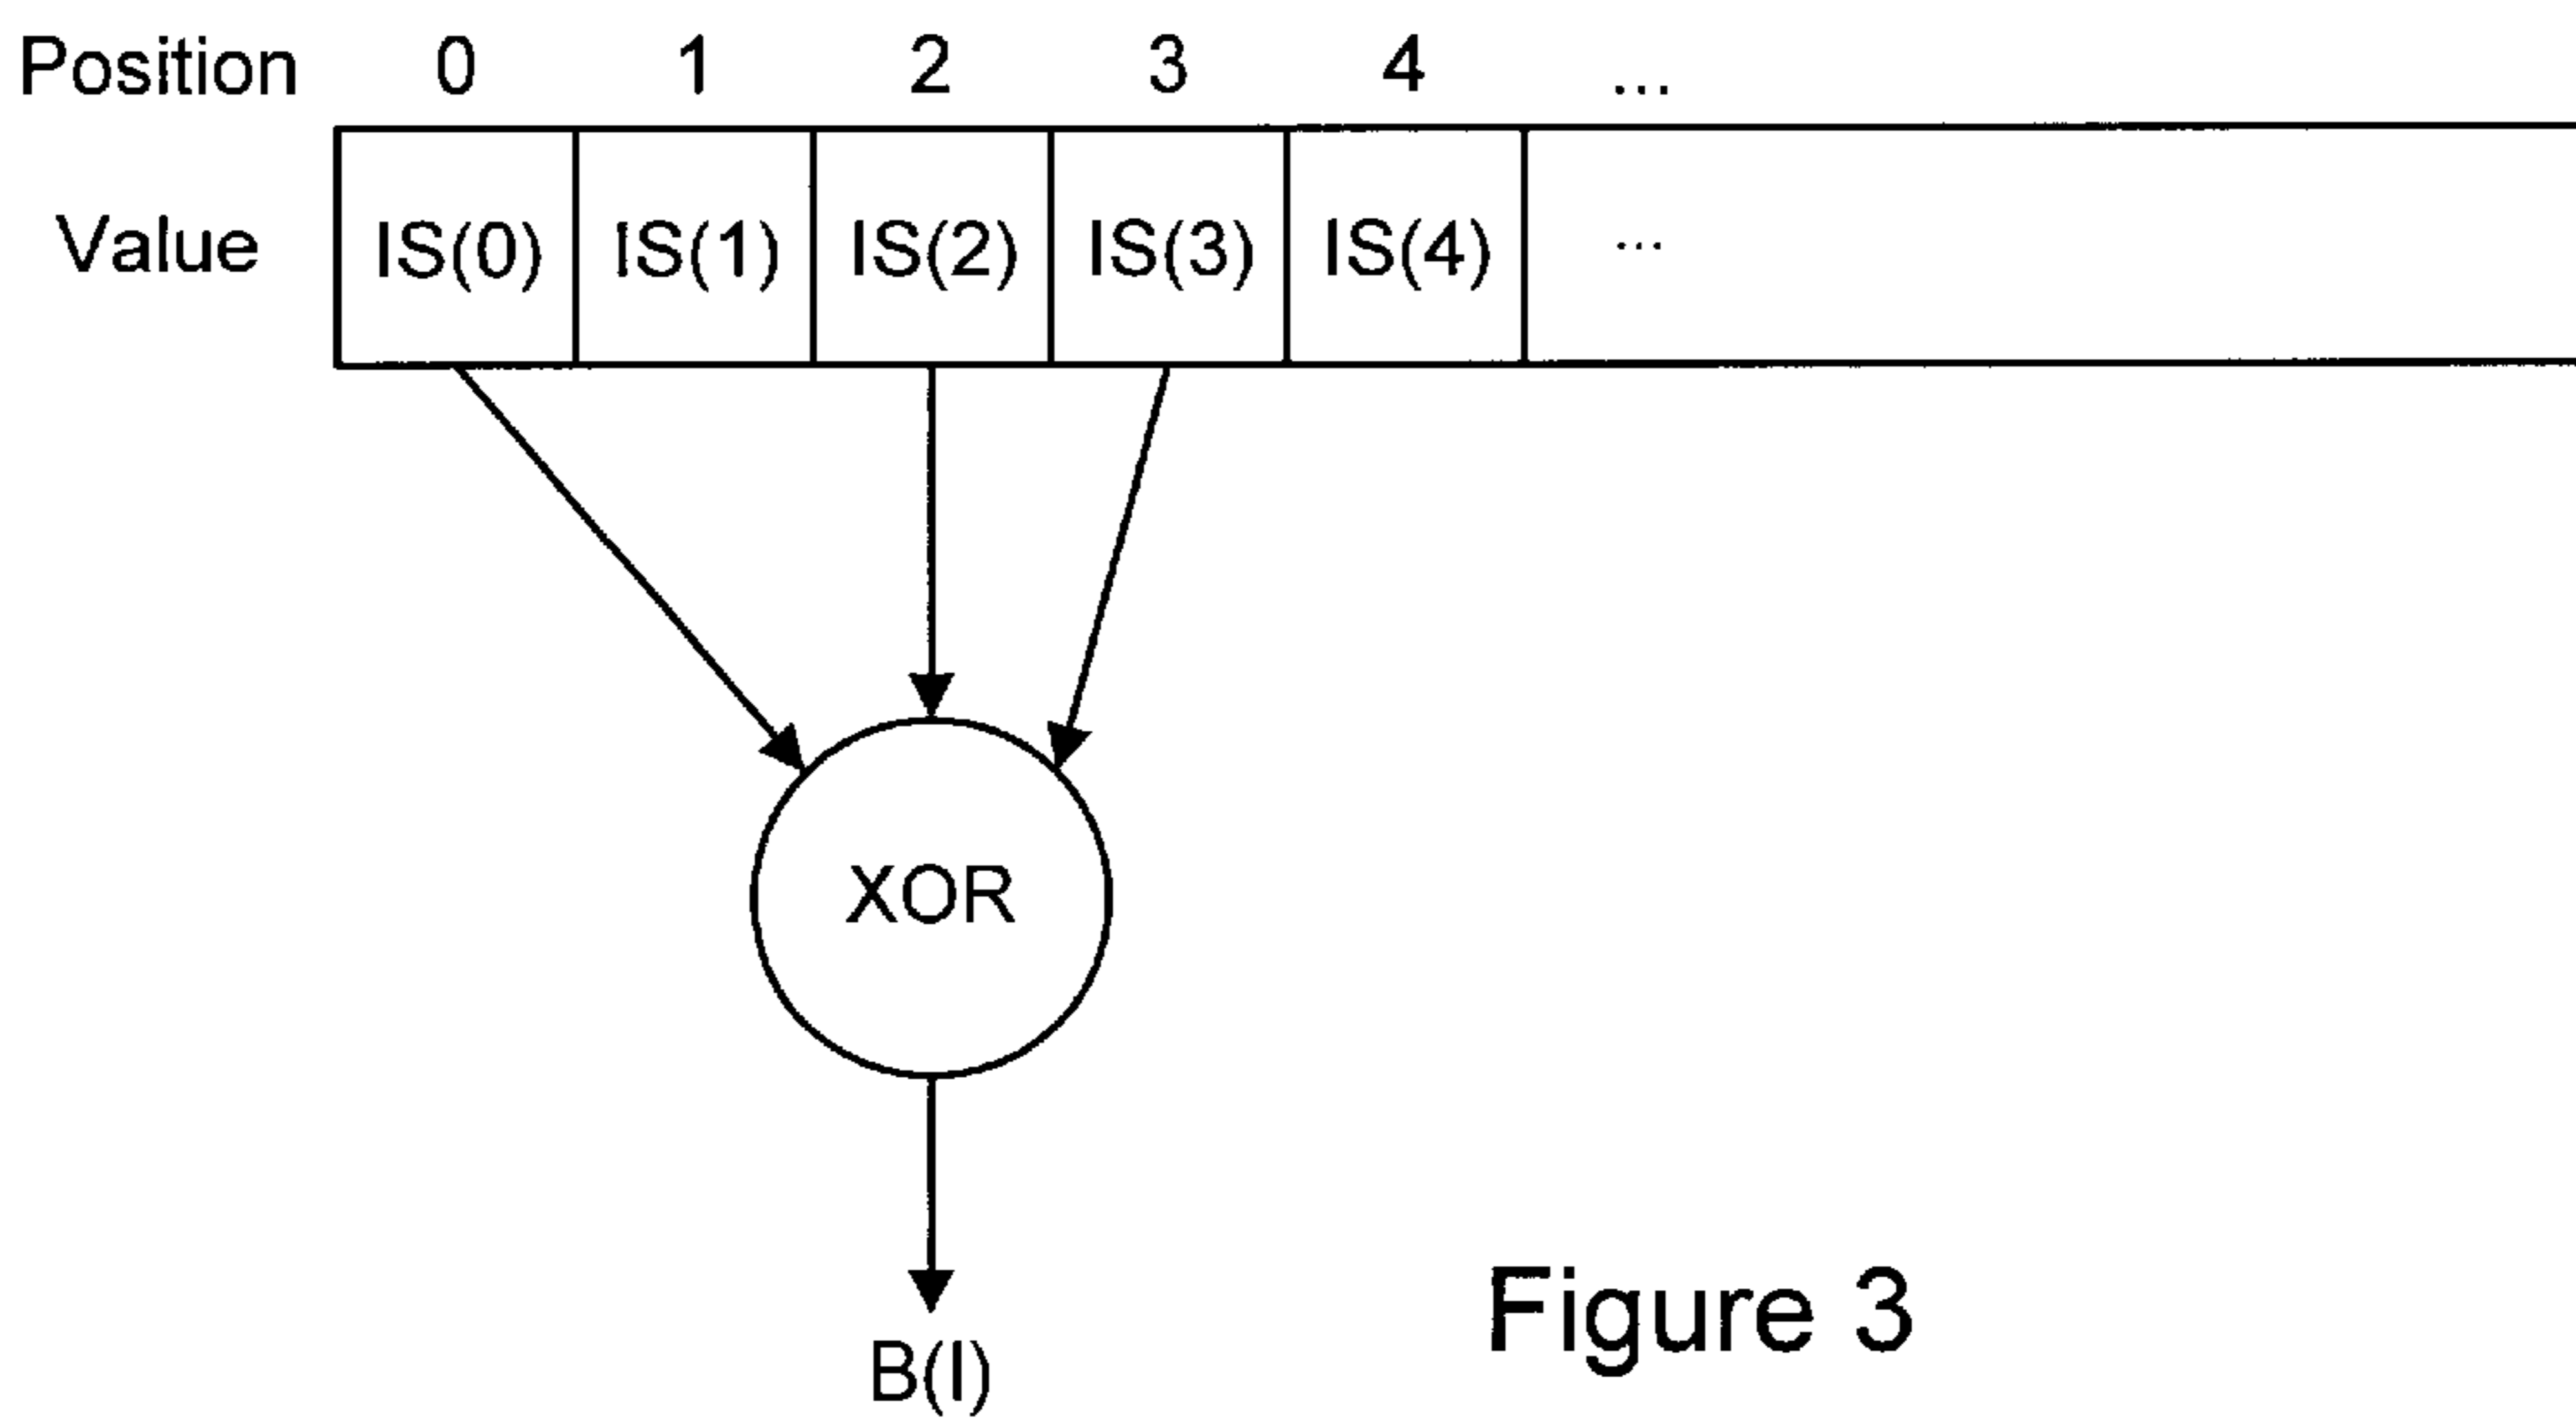 Position 0 1 2 3 4 ...
Value IS(0) IS(1) IS(2) IS(3) IS(4) ...
XOR
B(I)
Figure 3